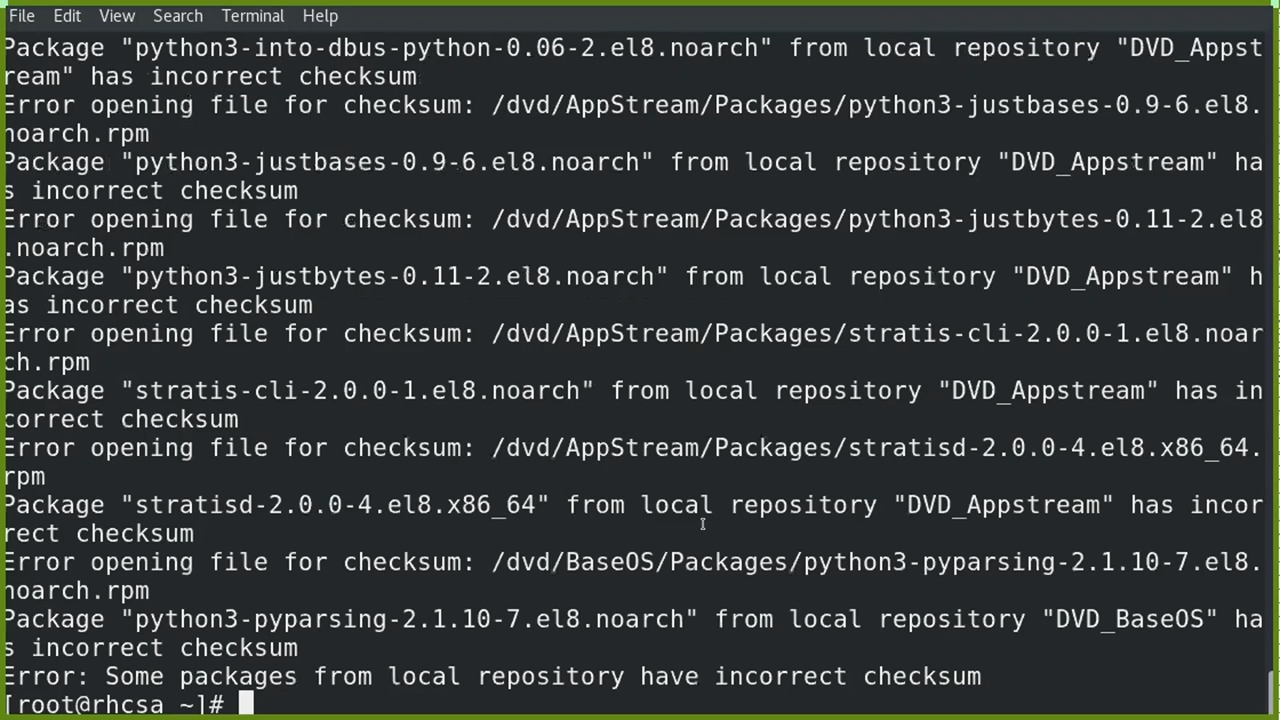 File Edit View Search Terminal Help
Package "python3-into-dbus-python-0.06-2.el8.noarch" from local repository "DVD_Appst
ream" has incorrect checksum
Error opening file for checksum: /dvd/AppStream/Packages/python3-justbases-0.9-6.el8.
noarch.rpm
Package "python3-justbases-0.9-6.el8.noarch" from local repository "DVD_Appstream" ha
s incorrect checksum
Error opening file for checksum: /dvd/AppStream/Packages/python3-justbytes-0.11-2.el8
.noarch.rpm
Package "python3-justbytes-0.11-2.el8.noarch" from local repository "DVD_Appstream" h
as incorrect checksum
Error opening file for checksum: /dvd/AppStream/Packages/stratis-cli-2.0.0-1.el8.noar
ch.rpm
Package "stratis-cli-2.0.0-1.el8.noarch" from local repository "DVD_Appstream" has in
correct checksum
Error opening file for checksum: /dvd/AppStream/Packages/stratisd-2.0.0-4.el8.x86_64.
rpm
Package "stratisd-2.0.0-4.el8.x86_64" from local repository "DVD_Appstream" has incor
rect checksum
Error opening file for checksum: /dvd/BaseOS/Packages/python3-pyparsing-2.1.10-7.el8.
noarch.rpm
Package "python3-pyparsing-2.1.10-7.el8.noarch" from local repository "DVD_BaseOS" ha
s incorrect checksum
Error: Some packages from local repository have incorrect checksum
[root@rhcsa ~]#